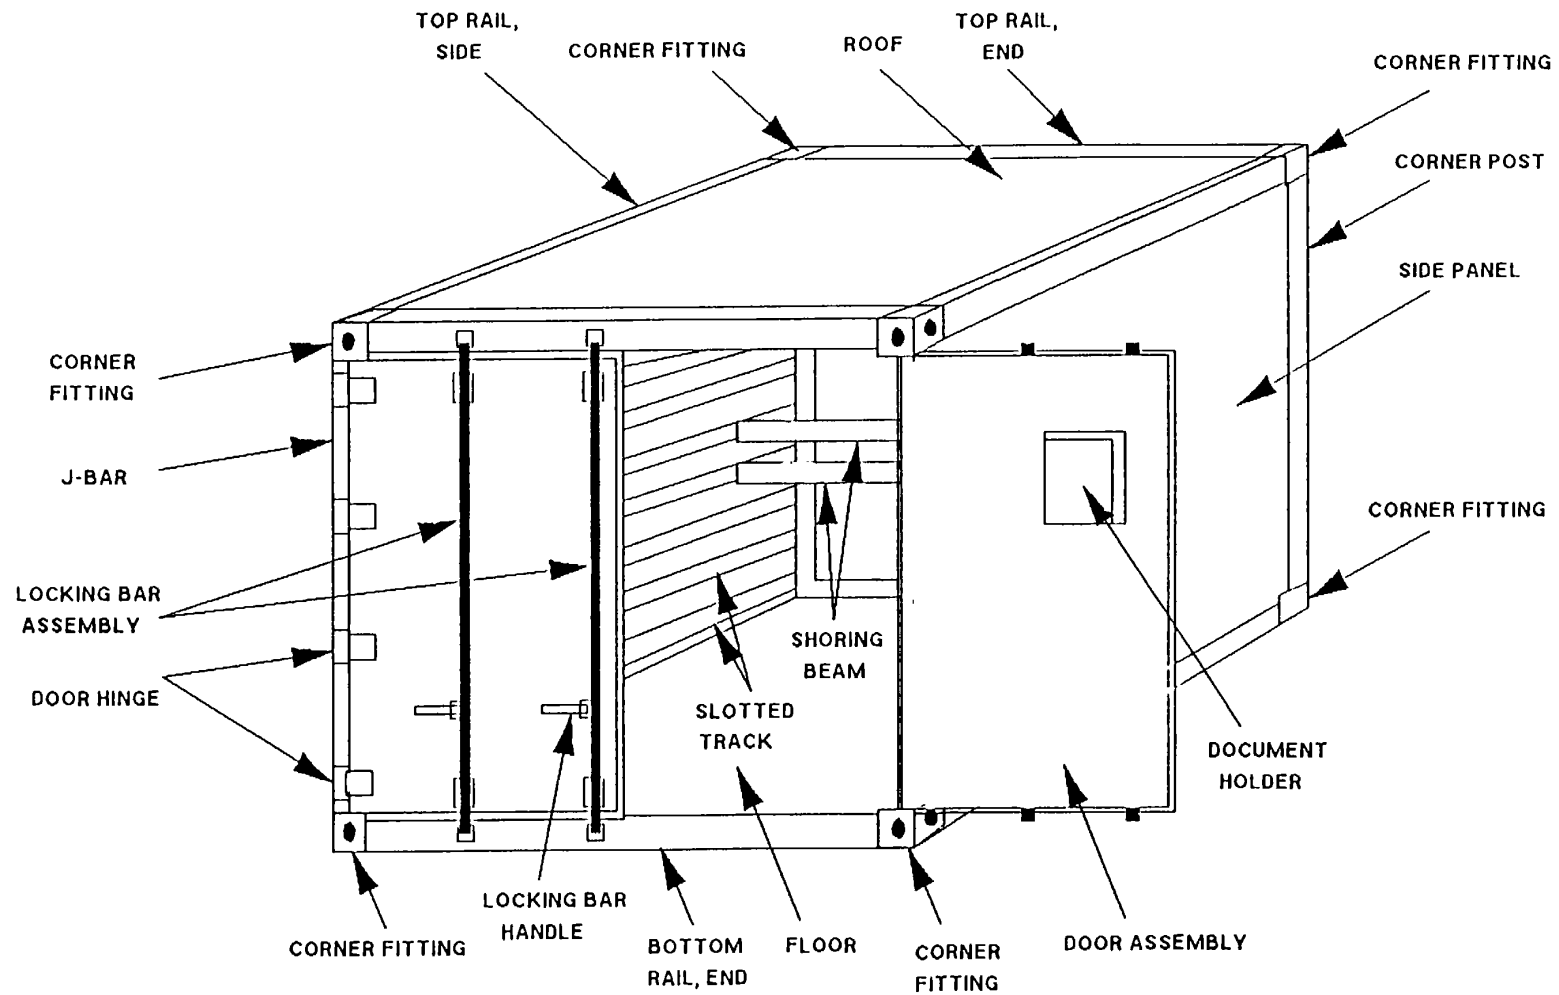 TOP RAIL,
SIDE
CORNER FITTING
ROOF
TOP RAIL,
END
CORNER FITTING
CORNER POST
SIDE PANEL
CORNER FITTING
CORNER
FITTING
J-BAR
LOCKING BAR
ASSEMBLY
DOOR HINGE
SHORING
BEAM
SLOTTED
TRACK
DOCUMENT
HOLDER
LOCKING BAR
HANDLE
CORNER FITTING
BOTTOM
RAIL, END
FLOOR
CORNER
FITTING
DOOR ASSEMBLY